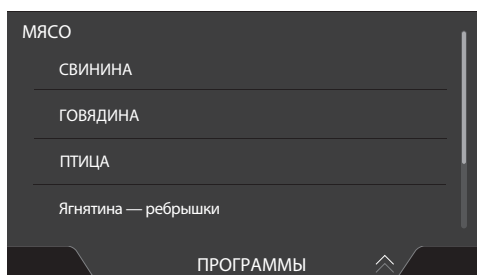 МЯСО
СВИНИНА
ГОВЯДИНА
ПТИЦА
Ягнятина — ребрышки
ПРОГРАММЫ